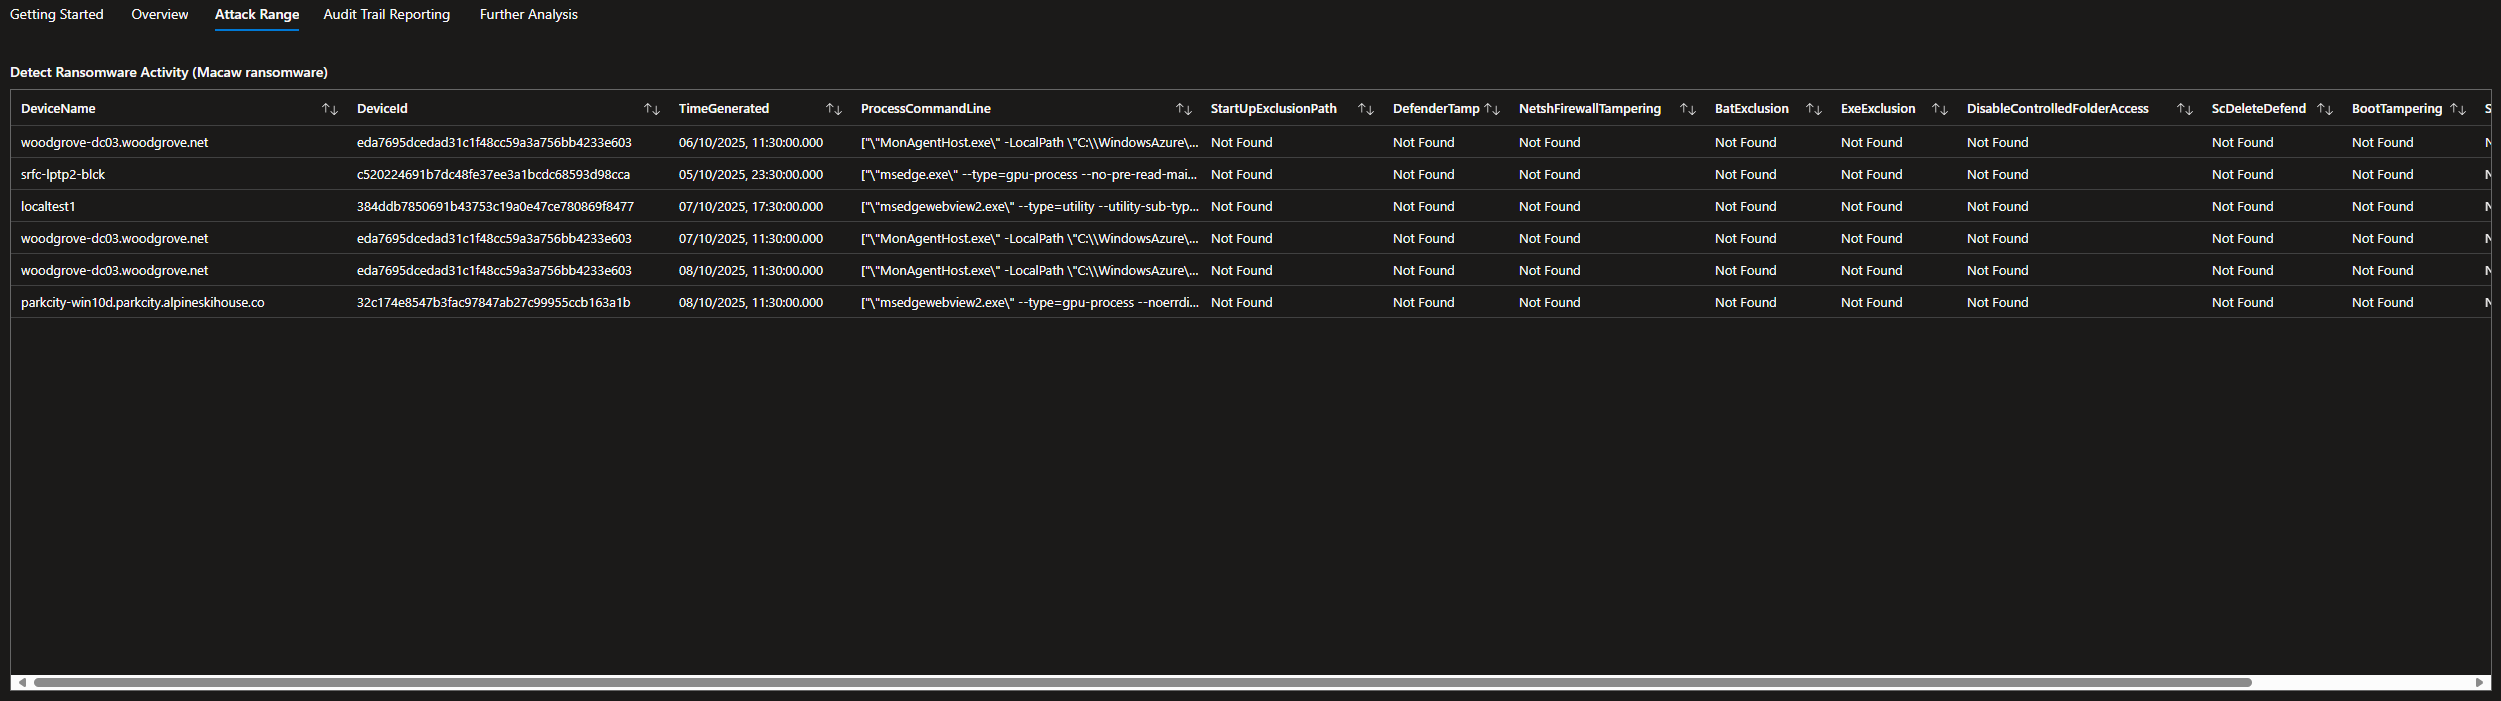 Getting Started Overview Attack Range Audit Trail Reporting Further Analysis
Detect Ransomware Activity (Macaw ransomware)
DeviceName DeviceId TimeGenerated ProcessCommandLine StartUpExclusionPath DefenderTamp NetshFirewallTampering BatExclusion ExeExclusion DisableControlledFolderAccess ScDeleteDefend BootTampering S
woodgrove-dc03.woodgrove.net eda7695dcedad31c1f48cc59a3a756bb4233e603 06/10/2025, 11:30:00.000 ["\"MonAgentHost.exe\" -LocalPath \"C:\\WindowsAzure\... Not Found Not Found Not Found Not Found Not Found Not Found Not Found Not Found N
srfc-lptp2-blck c520224691b7dc48fe37ee3a1bcdc68593d98cca 05/10/2025, 23:30:00.000 ["\"msedge.exe\" --type=gpu-process --no-pre-read-mai... Not Found Not Found Not Found Not Found Not Found Not Found Not Found Not Found N
localtest1 384ddb7850691b43753c19a0e47ce780869f8477 07/10/2025, 17:30:00.000 ["\"msedgewebview2.exe\" --type=utility --utility-sub-typ... Not Found Not Found Not Found Not Found Not Found Not Found Not Found Not Found N
woodgrove-dc03.woodgrove.net eda7695dcedad31c1f48cc59a3a756bb4233e603 07/10/2025, 11:30:00.000 ["\"MonAgentHost.exe\" -LocalPath \"C:\\WindowsAzure\... Not Found Not Found Not Found Not Found Not Found Not Found Not Found Not Found N
woodgrove-dc03.woodgrove.net eda7695dcedad31c1f48cc59a3a756bb4233e603 08/10/2025, 11:30:00.000 ["\"MonAgentHost.exe\" -LocalPath \"C:\\WindowsAzure\... Not Found Not Found Not Found Not Found Not Found Not Found Not Found Not Found N
parkcity-win10d.parkcity.alpineskihouse.co 32c174e8547b3fac97847ab27c99955ccb163a1b 08/10/2025, 11:30:00.000 ["\"msedgewebview2.exe\" --type=gpu-process --noerrdi... Not Found Not Found Not Found Not Found Not Found Not Found Not Found Not Found N